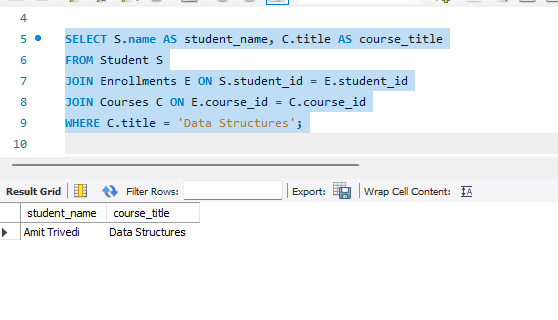 4
5 SELECT S.name AS student_name, C.title AS course_title
6 FROM Student S
7 JOIN Enrollments E ON S.student_id = E.student_id
8 JOIN Courses C ON E.course_id = C.course_id
9 WHERE C.title = 'Data Structures';
10
Result Grid Filter Rows: Export: Wrap Cell Content:
student_name course_title
Amit Trivedi Data Structures